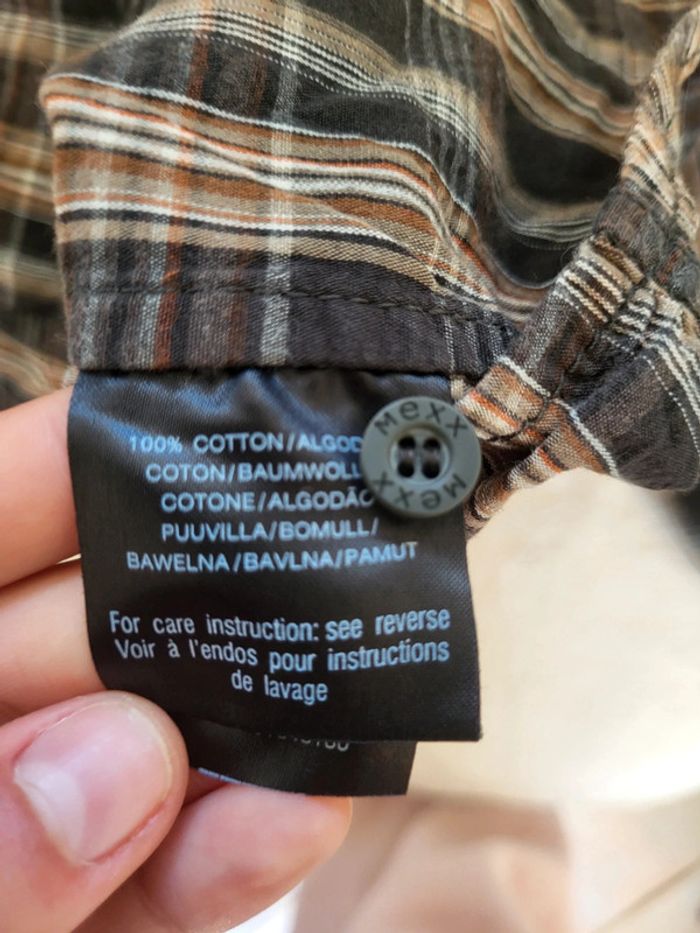 100% COTTON/ALGOD
COTON/BAUMWOLL
COTONE/ALGODÃO
PUUVILLA/BOMULL/
BAWELNA/BAVLNA/PAMUT
For care instruction: see reverse
Voir à l'endos pour instructions
de lavage
Mexx
Mexx